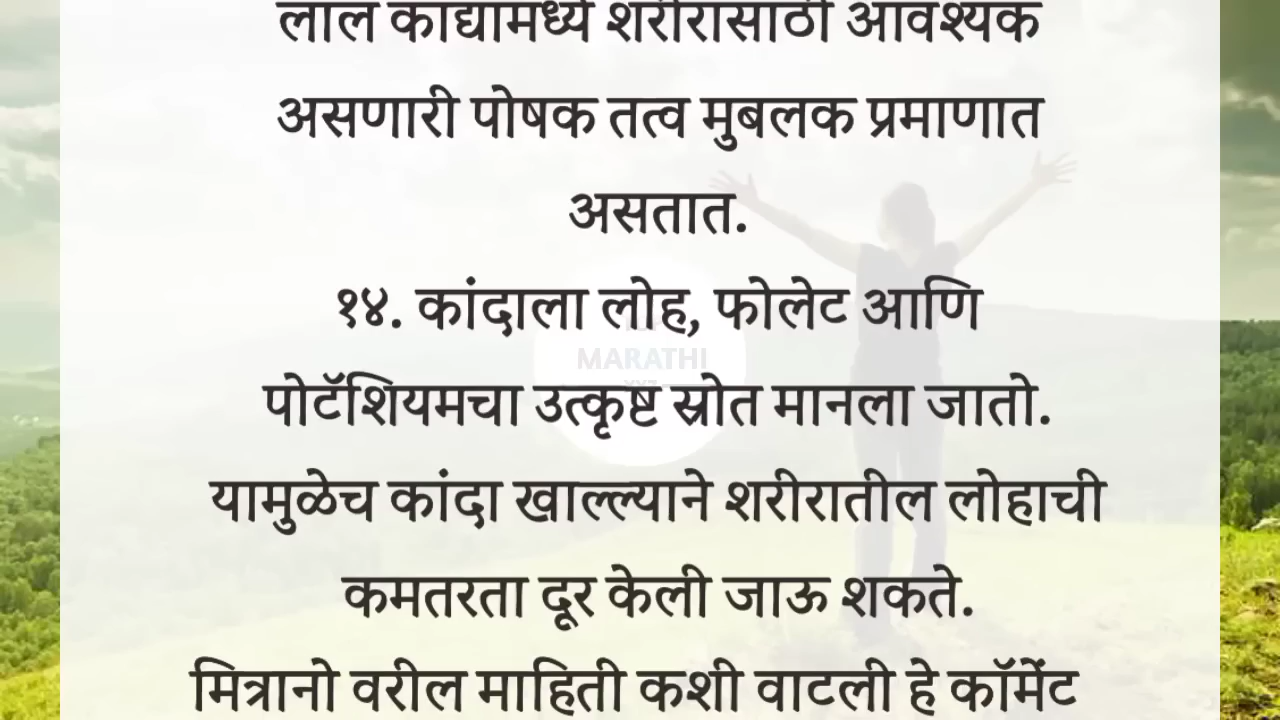 लाल कांद्यामध्ये शरीरासाठी आवश्यक
असणारी पोषक तत्व मुबलक प्रमाणात
असतात.
१४. कांदाला लोह, फोलेट आणि
MARATHI
पोटॅशियमचा उत्कृष्ट स्रोत मानला जातो.
यामुळेच कांदा खाल्ल्याने शरीरातील लोहाची
कमतरता दूर केली जाऊ शकते.
मित्रानो वरील माहिती कशी वाटली हे कॉमेंट